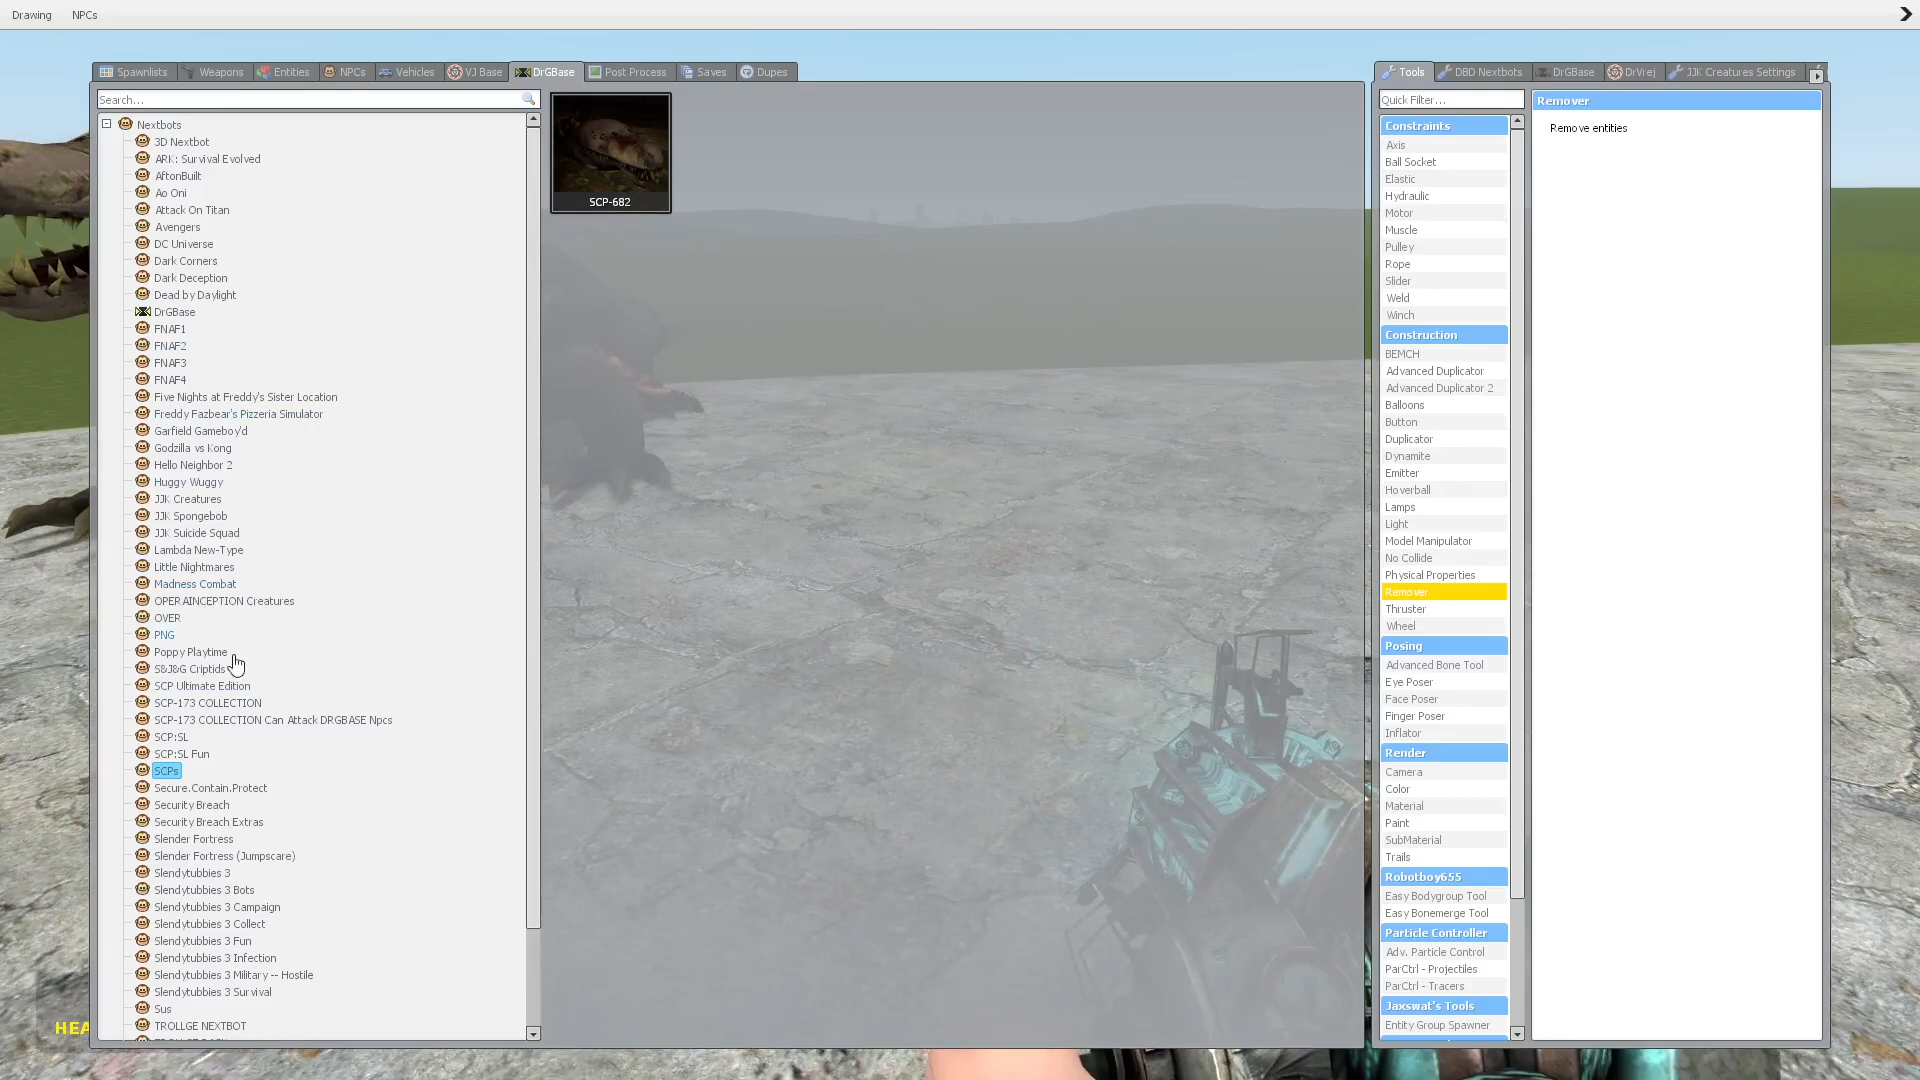 Drawing NPCs
Spawnlists Weapons Entities NPCs Vehicles VJ Base DrGBase Post Process Saves Dupes
Search...
Nextbots
3D Nextbot
ARK: Survival Evolved
AftonBuilt
Ao Oni
Attack On Titan
Avengers
DC Universe
Dark Corners
Dark Deception
Dead by Daylight
DrGBase
FNAF1
FNAF2
FNAF3
FNAF4
Five Nights at Freddy's Sister Location
Freddy Fazbear's Pizzeria Simulator
Garfield Gameboy'd
Godzilla vs Kong
Hello Neighbor 2
Huggy Wuggy
JJK Creatures
JJK Spongebob
JJK Suicide Squad
Lambda New-Type
Little Nightmares
Madness Combat
OPERAINCEPTION Creatures
OVER
PNG
Poppy Playtime
S&J&G Criptids
SCP Ultimate Edition
SCP-173 COLLECTION
SCP-173 COLLECTION Can Attack DRGBASE Npcs
SCP:SL
SCP:SL Fun
SCPs
Secure.Contain.Protect
Security Breach
Security Breach Extras
Slender Fortress
Slender Fortress (Jumpscare)
Slendytubbies 3
Slendytubbies 3 Bots
Slendytubbies 3 Campaign
Slendytubbies 3 Collect
Slendytubbies 3 Fun
Slendytubbies 3 Infection
Slendytubbies 3 Military -- Hostile
Slendytubbies 3 Survival
Sus
TROLLGE NEXTBOT
SCP-682
HEA
Tools DBD Nextbots DrGBase DrVrej JJK Creatures Settings
Quick Filter...
Constraints
Axis
Ball Socket
Elastic
Hydraulic
Motor
Muscle
Pulley
Rope
Slider
Weld
Winch
Construction
BEMCH
Advanced Duplicator
Advanced Duplicator 2
Balloons
Button
Duplicator
Dynamite
Emitter
Hoverball
Lamps
Light
Model Manipulator
No Collide
Physical Properties
Remover
Thruster
Wheel
Posing
Advanced Bone Tool
Eye Poser
Face Poser
Finger Poser
Inflator
Render
Camera
Color
Material
Paint
SubMaterial
Trails
Robotboy655
Easy Bodygroup Tool
Easy Bonemerge Tool
Particle Controller
Adv. Particle Control
ParCtrl - Projectiles
ParCtrl - Tracers
Jaxswat's Tools
Entity Group Spawner
Remover
Remove entities